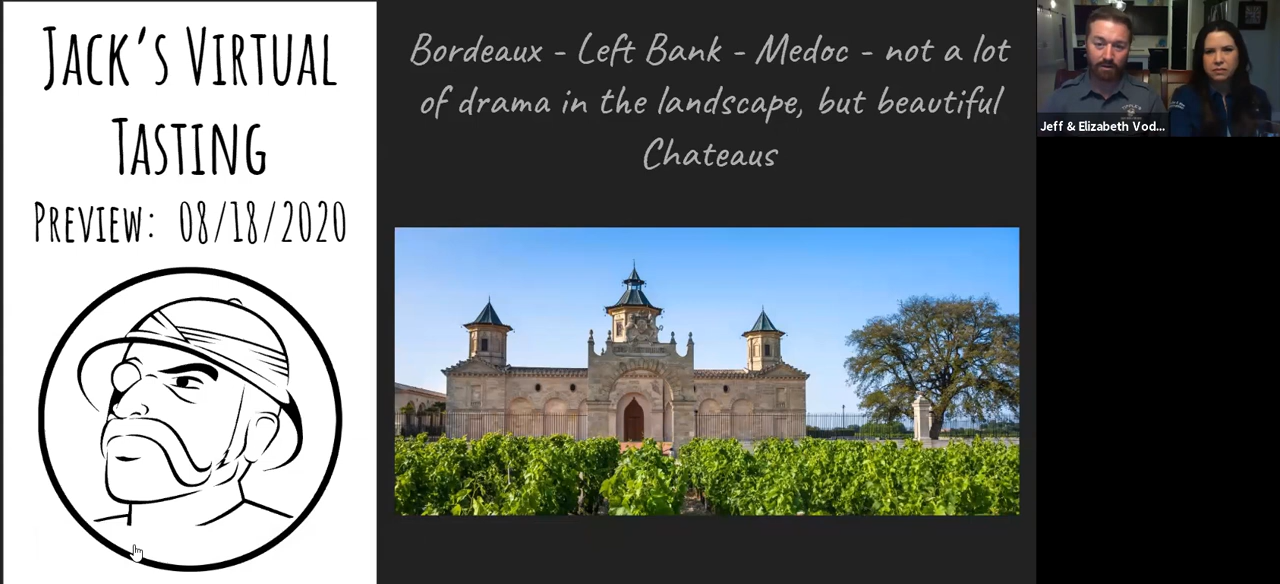 Jack's Virtual
Tasting
Preview: 08/18/2020
Bordeaux - Left Bank - Medoc - not a lot
of drama in the landscape, but beautiful
Chateaus
Jeff & Elizabeth Vod...